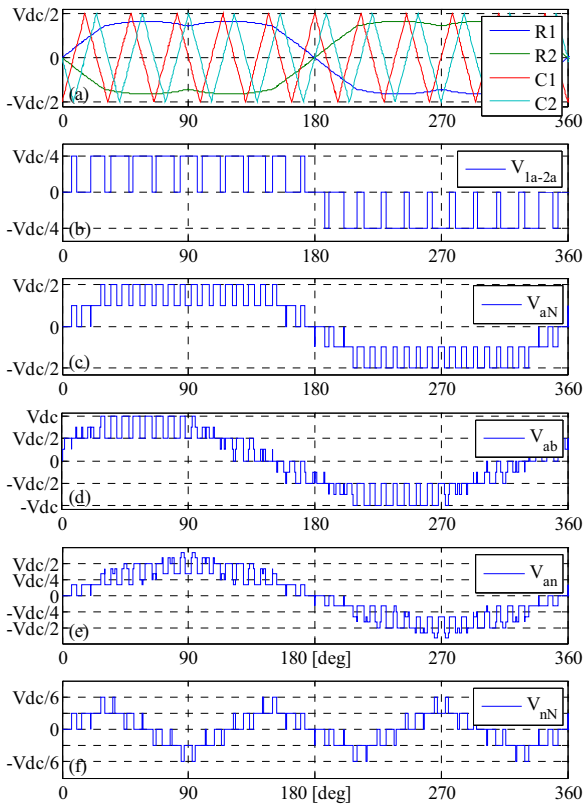 Vdc/2
0
-Vdc/2
(a)
R1
R2
C1
C2
0 90 180 270 360
Vdc/4
0
-Vdc/4
(b)
V1a-2a
0 90 180 270 360
Vdc/2
0
-Vdc/2
(c)
VaN
0 90 180 270 360
Vdc
Vdc/2
0
-Vdc/2
-Vdc
(d)
Vab
0 90 180 270 360
Vdc/2
Vdc/4
0
-Vdc/4
-Vdc/2
(e)
Van
0 90 180 [deg] 270 360
Vdc/6
0
-Vdc/6
(f)
VnN
0 90 180 [deg] 270 360